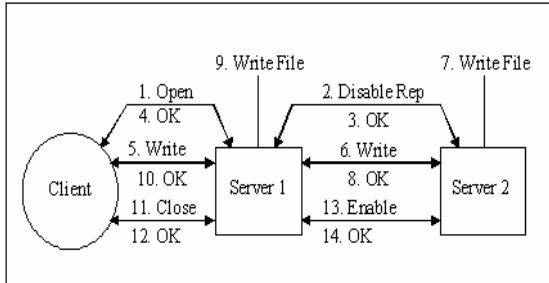 9. Write File
7. Write File
1. Open
2. Disable Rep
4. OK
3. OK
5. Write
6. Write
Client
10. OK
Server 1
8. OK
Server 2
11. Close
13. Enable
12. OK
14. OK